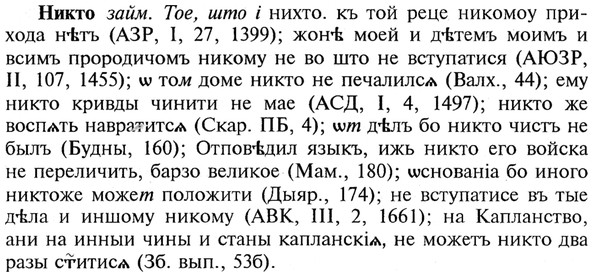 Никто займ. Тое, што і нихто. къ той реце никомоу при-
хода нѣтъ (АЗР, I, 27, 1399); жонѣ моей и дѣтемъ моимъ и
всимъ прородичомъ никому не во што не вступатися (АЮЗР,
II, 107, 1455); ѡ том доме никто не печалилсѧ (Валх., 44); ему
никто кривды чинити не мае (АСД, I, 4, 1497); никто же
воспѧть навратитсѧ (Скар. ПБ, 4); ѡт дѣлъ бо никто чистъ не
былъ (Будны, 160); Отповѣдил языкъ, ижь никто его войска
не переличить, барзо великое (Мам., 180); ѡснованіа бо иного
никтоже можеть положити (Дыяр., 174); не вступатисе въ тые
дѣла и иншому никому (АВК, III, 2, 1661); на Капланство,
ани на инныи чины и станы капланскіѧ, не можетъ никто два
разы ст҃итисѧ (Зб. вып., 53б).